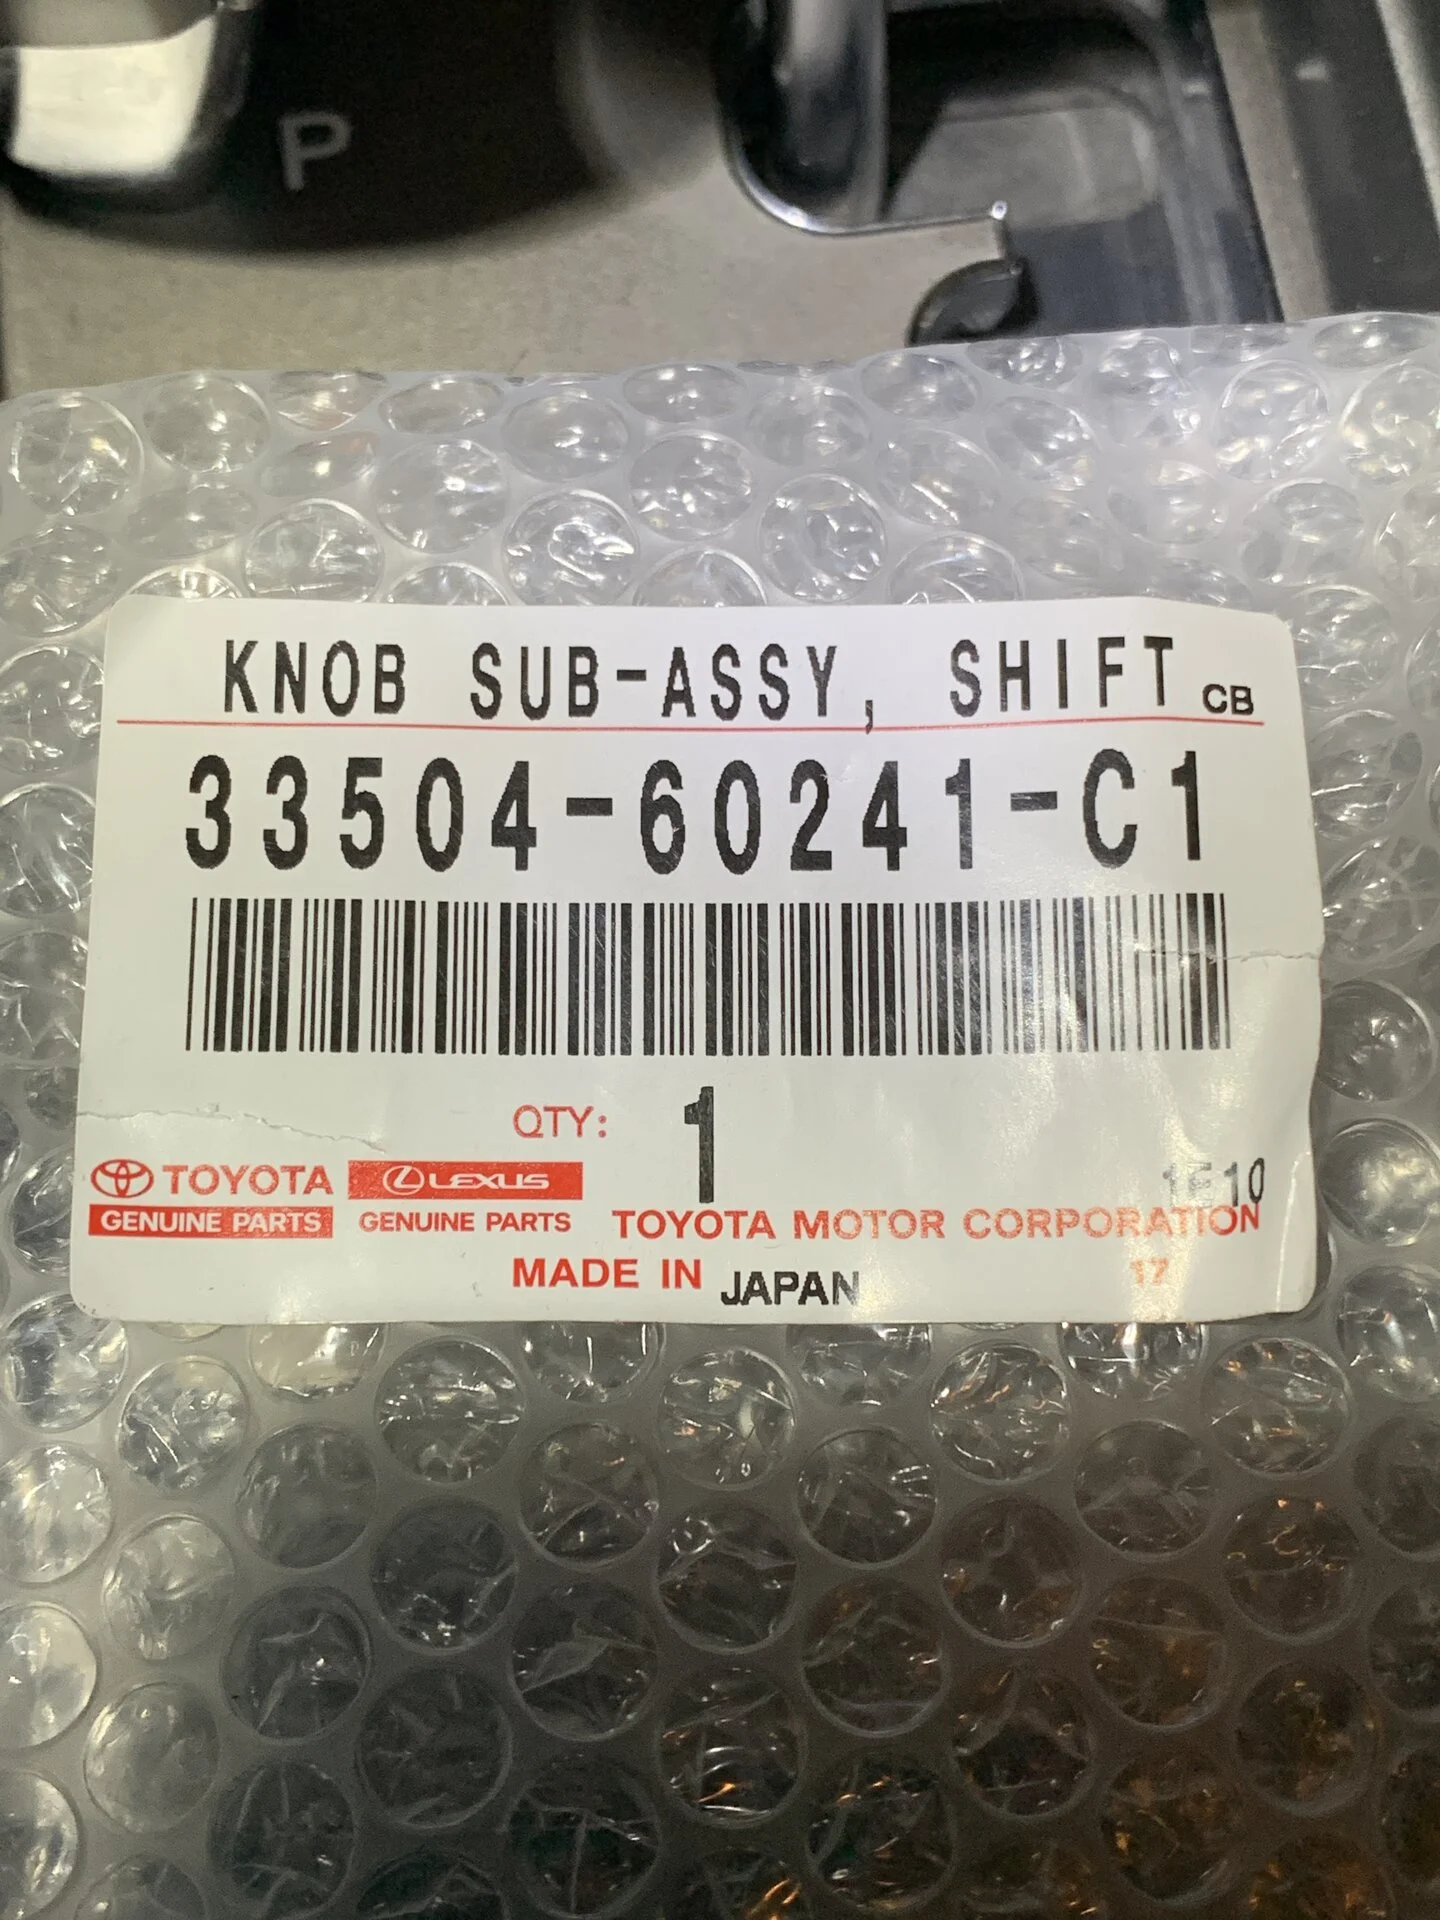 P
KNOB SUB-ASSY, SHIFT CB
33504-60241-C1
QTY: 1
1E10
TOYOTA LEXUS
GENUINE PARTS GENUINE PARTS TOYOTA MOTOR CORPORATION
MADE IN JAPAN 17